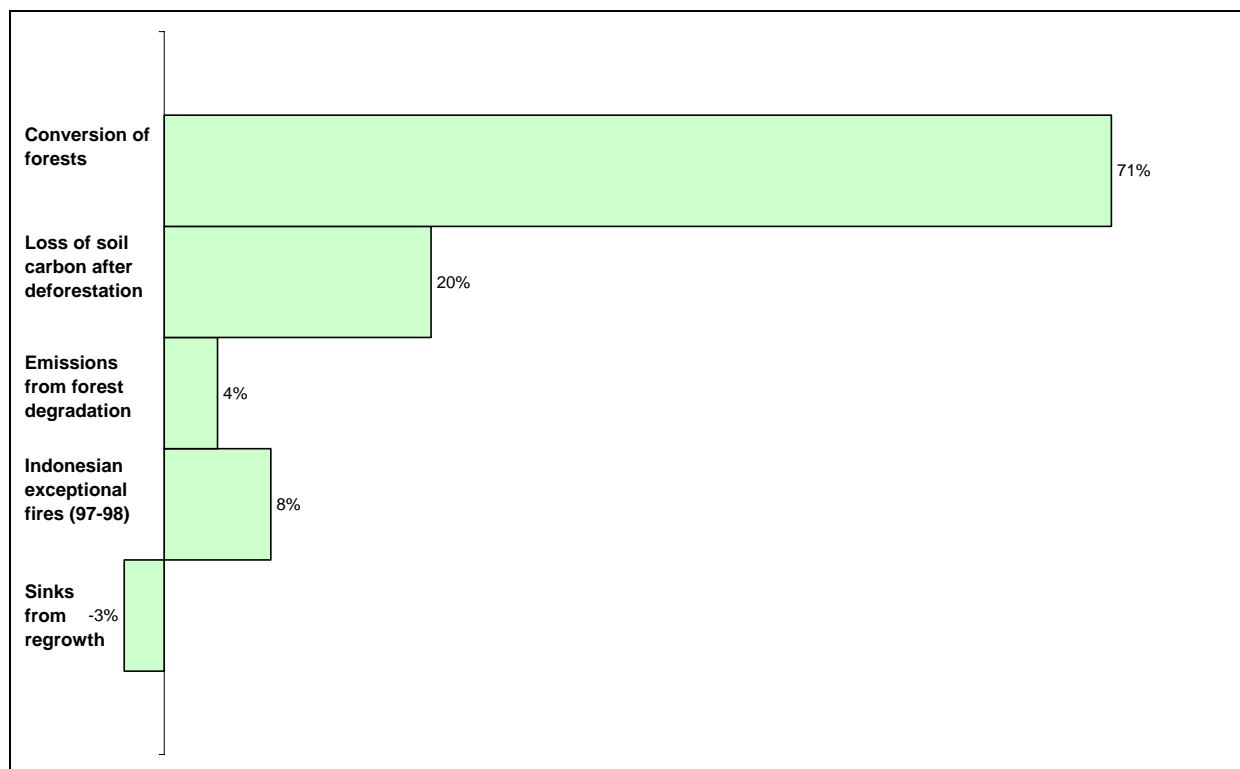 Conversion of
forests
71%
Loss of soil
carbon after
deforestation
20%
Emissions
from forest
degradation
4%
Indonesian
exceptional
fires (97-98)
8%
Sinks
from
regrowth
-3%